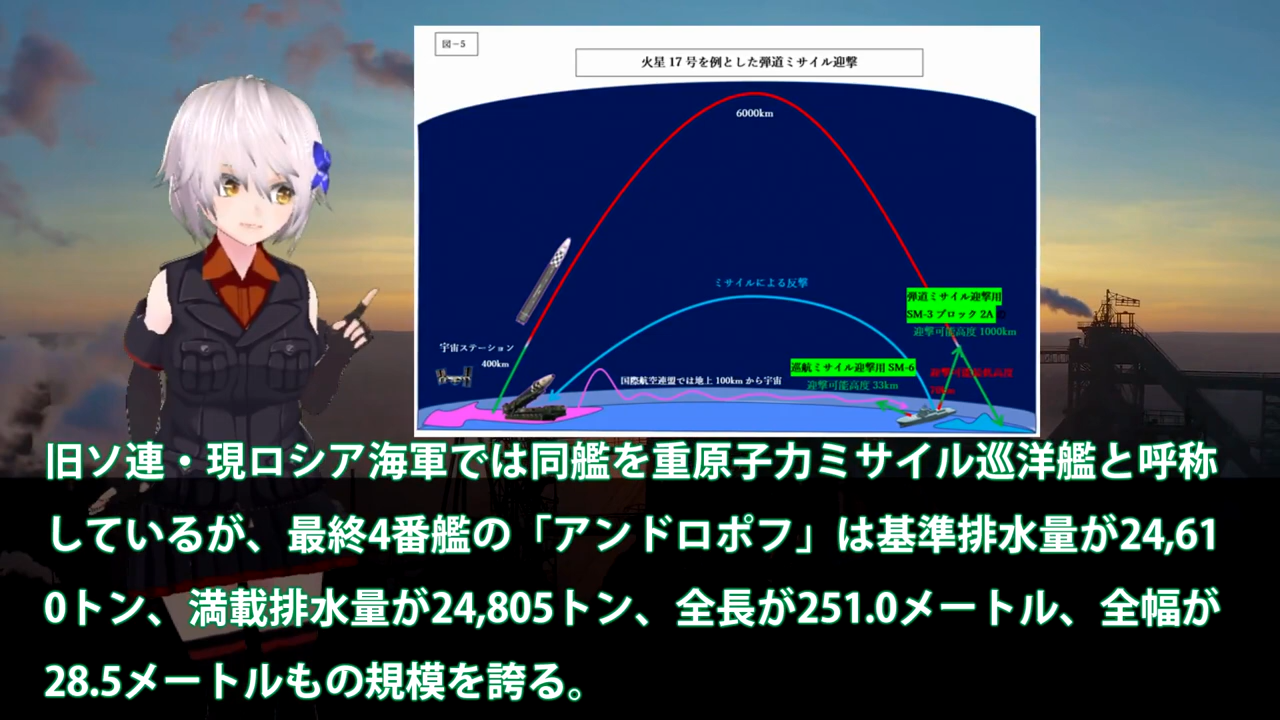 図－5
火星 17 号を例とした弾道ミサイル迎撃
6000km
ミサイルによる反撃
弾道ミサイル迎撃用
SM-3 ブロック 2A
迎撃可能高度 1000km
宇宙ステーション
400km
国際航空連盟では地上 100km から宇宙
巡航ミサイル迎撃用 SM-6
迎撃可能高度 33km
旧ソ連・現ロシア海軍では同艦を重原子力ミサイル巡洋艦と呼称
しているが、最終4番艦の「アンドロポフ」は基準排水量が24,61
0トン、満載排水量が24,805トン、全長が251.0メートル、全幅が
28.5メートルもの規模を誇る。